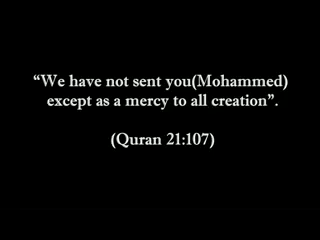 “We have not sent you(Mohammed)
except as a mercy to all creation”.
(Quran 21:107)